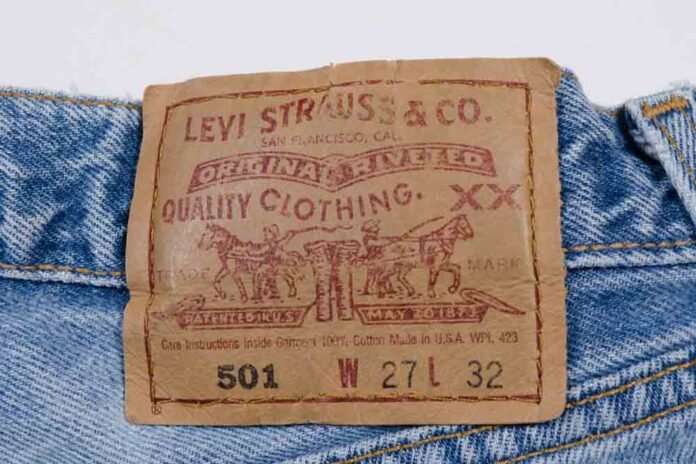 LEVI STRAUSS & CO.
SAN FRANCISCO, CAL.
ORIGINAL RIVETED
QUALITY CLOTHING. XX
TRADE MARK
PATENTED IN U.S. MAY 20 1873
Care Instructions Inside Garment 100% Cotton Made in U.S.A. WPL 423
501 W 27 L 32
®